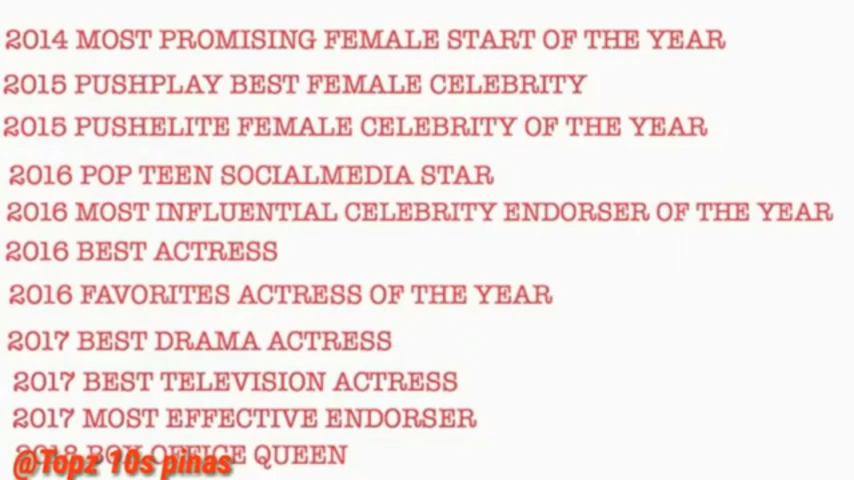 2014 MOST PROMISING FEMALE START OF THE YEAR
2015 PUSHPLAY BEST FEMALE CELEBRITY
2015 PUSHELITE FEMALE CELEBRITY OF THE YEAR
2016 POP TEEN SOCIALMEDIA STAR
2016 MOST INFLUENTIAL CELEBRITY ENDORSER OF THE YEAR
2016 BEST ACTRESS
2016 FAVORITES ACTRESS OF THE YEAR
2017 BEST DRAMA ACTRESS
2017 BEST TELEVISION ACTRESS
2017 MOST EFFECTIVE ENDORSER
2018 BOX OFFICE QUEEN
@Topz 10s pinas